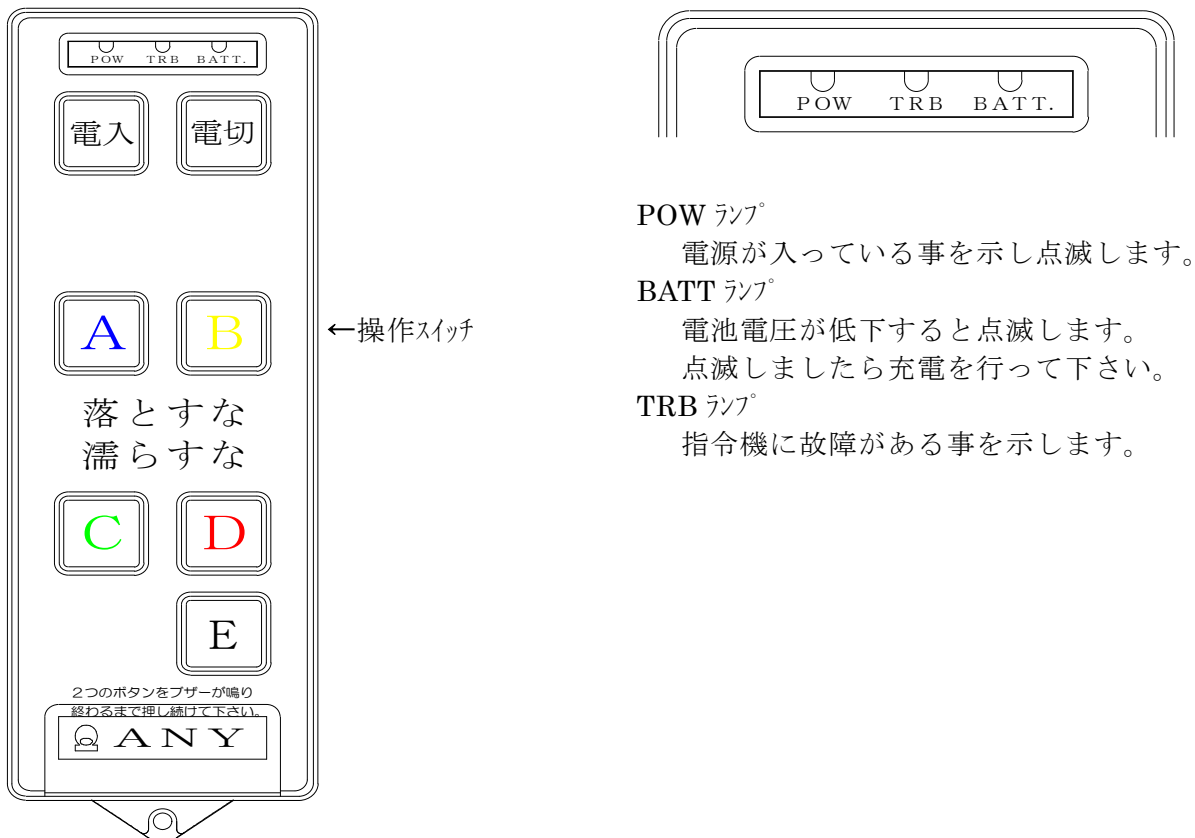 POW TRB BATT.
電入 電切
A B
←操作スイッチ
落とすな
濡らすな
C D
E
2つのボタンをブザーが鳴り
終わるまで押し続けて下さい。
ANY
POW TRB BATT.
POW ﾗﾝﾌﾟ
電源が入っている事を示し点滅します。
BATT ﾗﾝﾌﾟ
電池電圧が低下すると点滅します。
点滅しましたら充電を行って下さい。
TRB ﾗﾝﾌﾟ
指令機に故障がある事を示します。